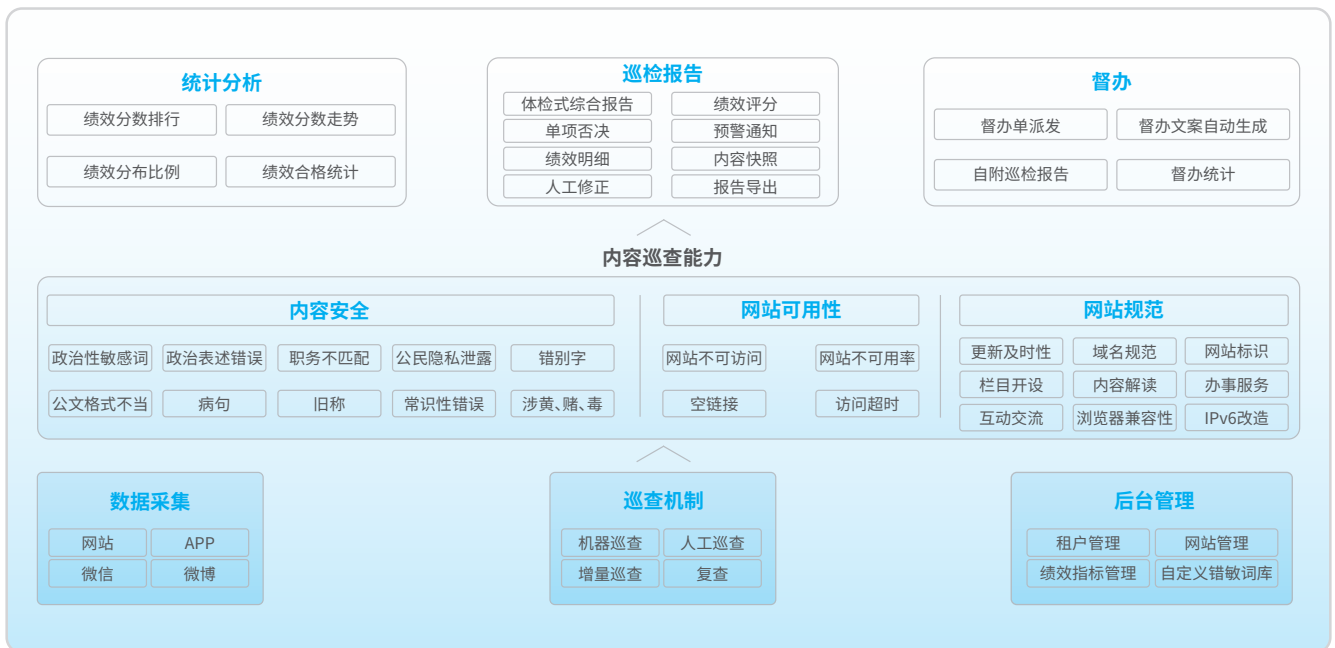 统计分析
绩效分数排行
绩效分数走势
绩效分布比例
绩效合格统计
巡检报告
体检式综合报告
绩效评分
单项否决
预警通知
绩效明细
内容快照
人工修正
报告导出
督办
督办单派发
督办文案自动生成
自附巡检报告
督办统计
内容巡查能力
内容安全
政治性敏感词
政治表述错误
职务不匹配
公民隐私泄露
错别字
公文格式不当
病句
旧称
常识性错误
涉黄、赌、毒
网站可用性
网站不可访问
网站不可用率
空链接
访问超时
网站规范
更新及时性
域名规范
网站标识
栏目开设
内容解读
办事服务
互动交流
浏览器兼容性
IPv6改造
数据采集
网站
APP
微信
微博
巡查机制
机器巡查
人工巡查
增量巡查
复查
后台管理
租户管理
网站管理
绩效指标管理
自定义错敏词库